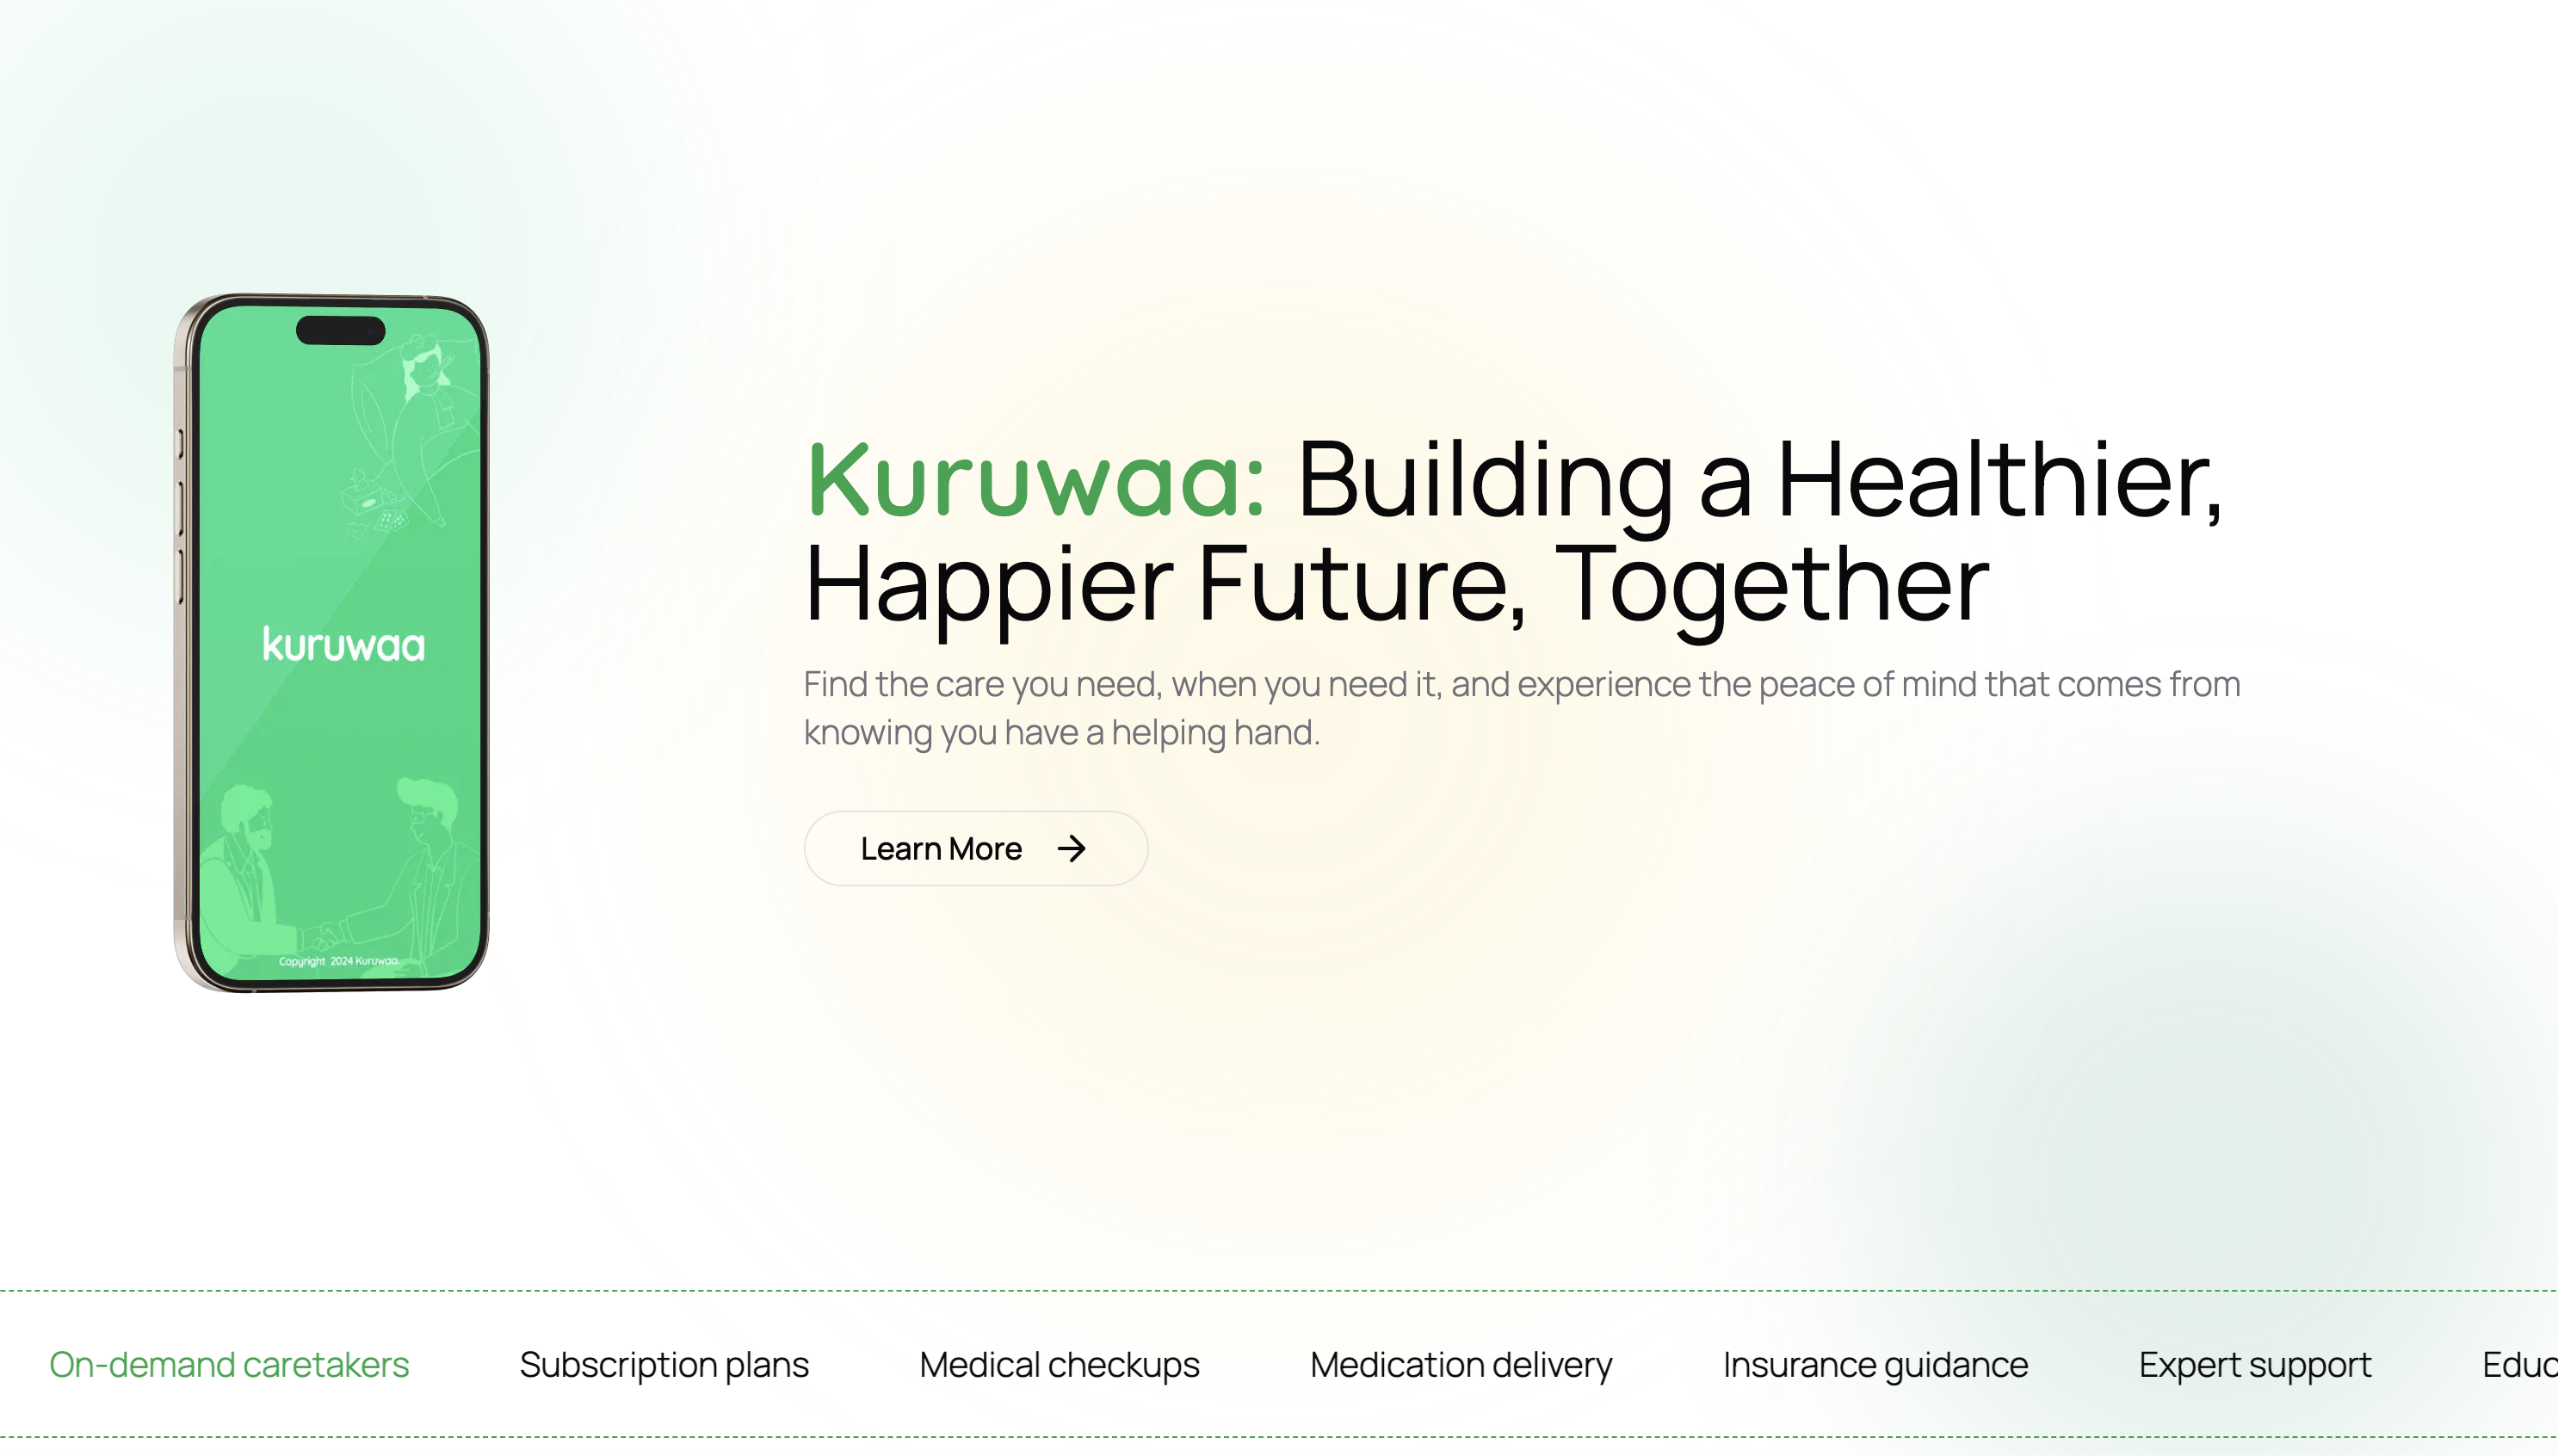 kuruwaa
Copyright 2024 Kuruwaa.
Kuruwaa: Building a Healthier,
Happier Future, Together
Find the care you need, when you need it, and experience the peace of mind that comes from
knowing you have a helping hand.
Learn More
On-demand caretakers Subscription plans Medical checkups Medication delivery Insurance guidance Expert support Educ